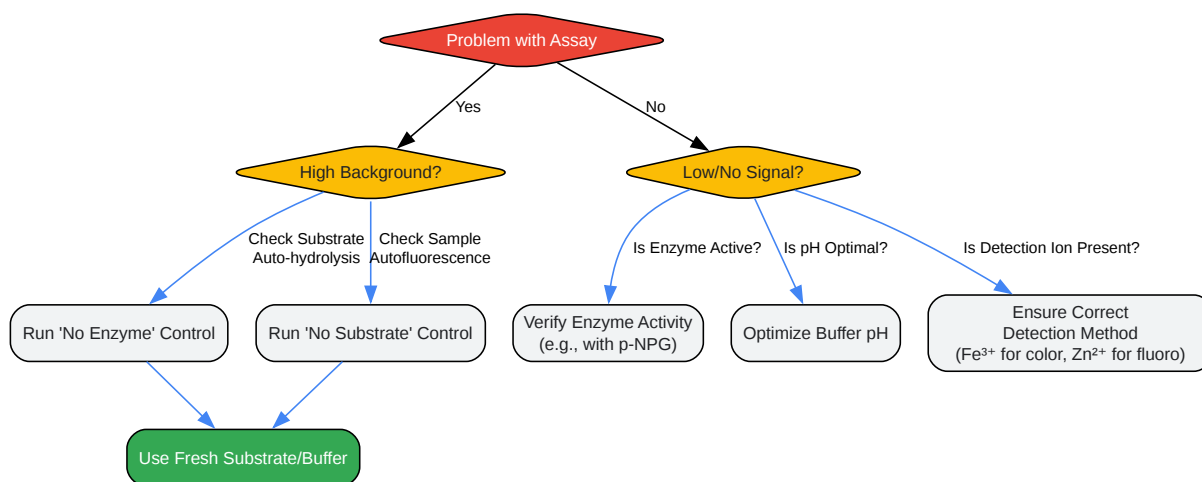 Problem with Assay
Yes
No
High Background?
Low/No Signal?
Check Substrate
Auto-hydrolysis
Check Sample
Autofluorescence
Is Enzyme Active?
Is pH Optimal?
Is Detection Ion Present?
Run 'No Enzyme' Control
Run 'No Substrate' Control
Verify Enzyme Activity
(e.g., with p-NPG)
Optimize Buffer pH
Ensure Correct
Detection Method
(Fe³⁺ for color, Zn²⁺ for fluoro)
Use Fresh Substrate/Buffer